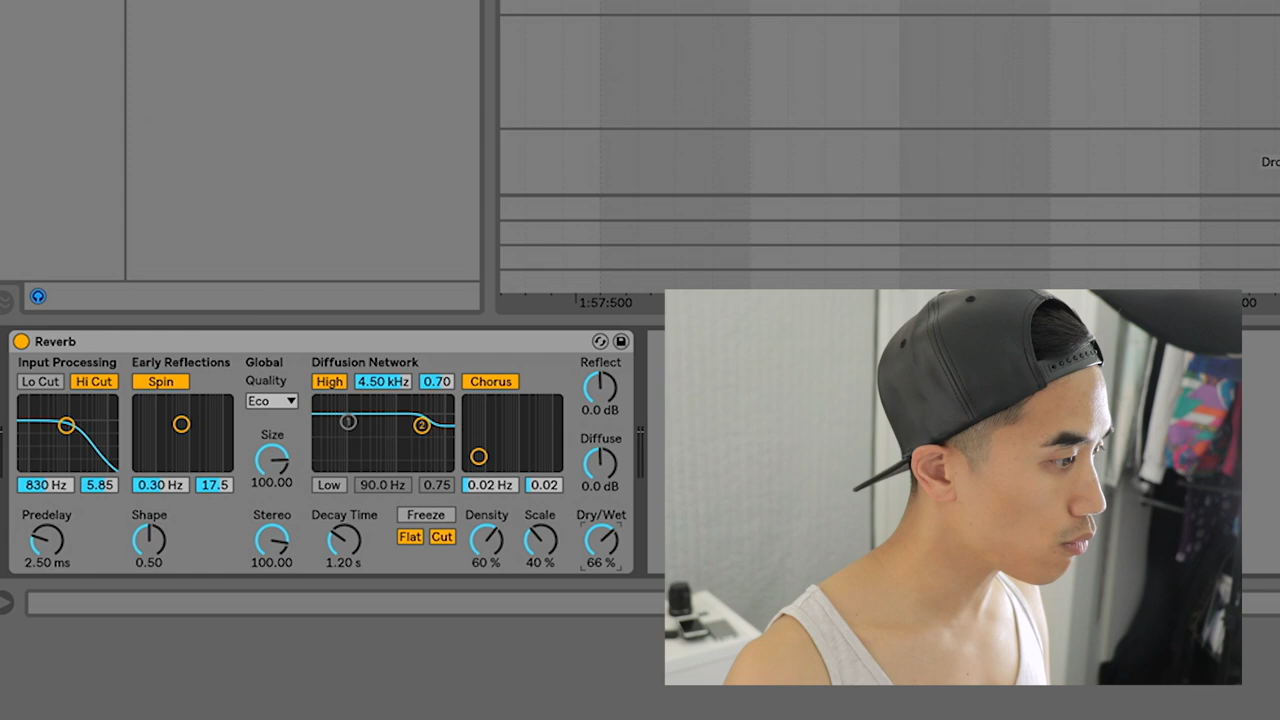 Dro
1:57:500
00
Reverb
Input Processing Early Reflections Global Diffusion Network Reflect
Lo Cut Hi Cut Spin Quality High 4.50 kHz 0.70 Chorus
Eco
0.0 dB
1 2
Size Diffuse
830 Hz 5.85 0.30 Hz 17.5 100.00 Low 90.0 Hz 0.75 0.02 Hz 0.02 0.0 dB
Predelay Shape Stereo Decay Time Freeze Density Scale Dry/Wet
Flat Cut
2.50 ms 0.50 100.00 1.20 s 60 % 40 % 66 %